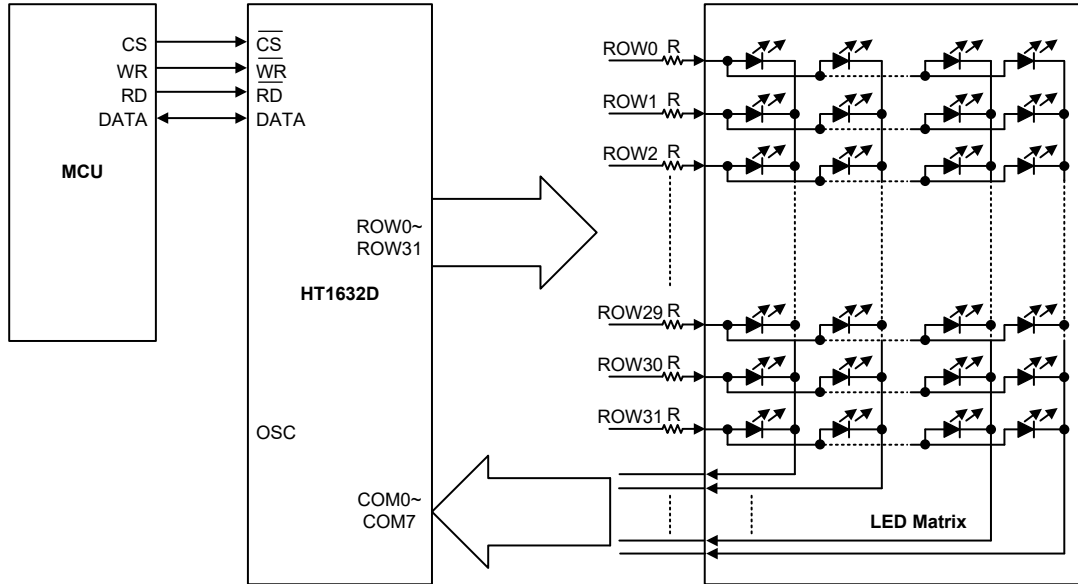 CS
WR
RD
DATA
MCU
CS
WR
RD
DATA
ROW0~
ROW31
HT1632D
OSC
COM0~
COM7
ROW0 R
ROW1 R
ROW2 R
ROW29 R
ROW30 R
ROW31 R
LED Matrix